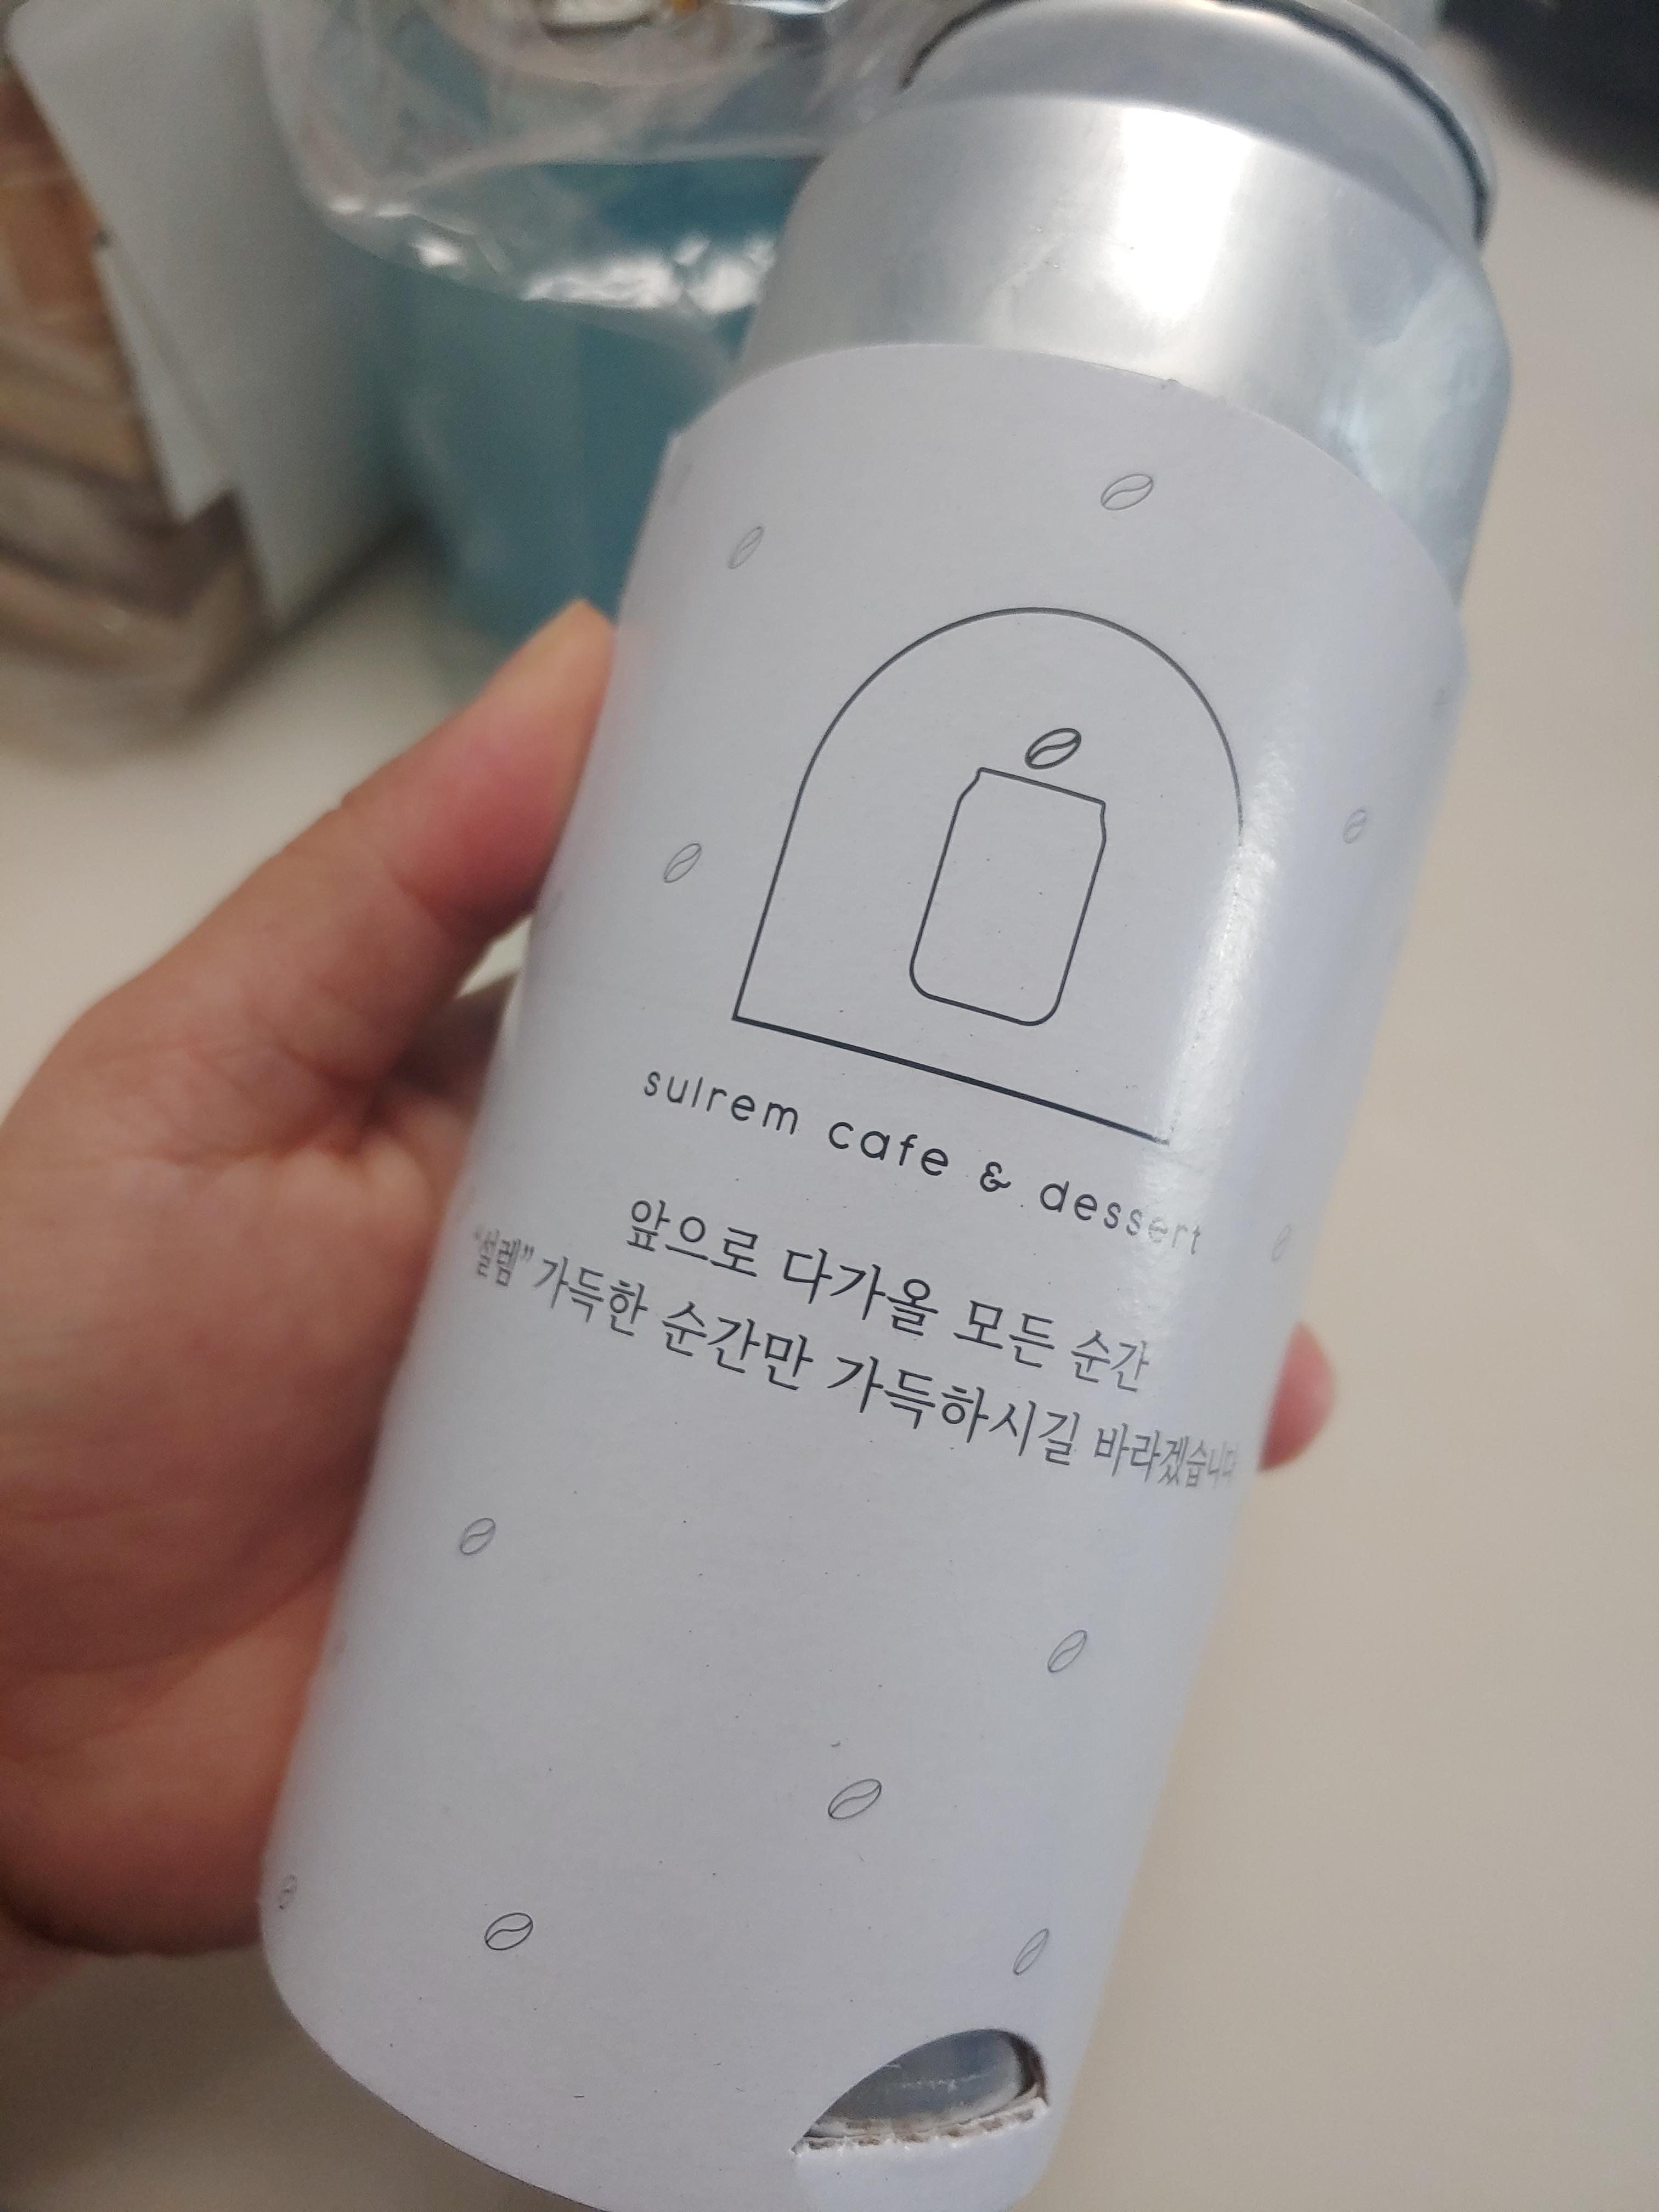 sulrem cafe & dessert
앞으로 다가올 모든 순간
“설렘” 가득한 순간만 가득하시길 바라겠습니다